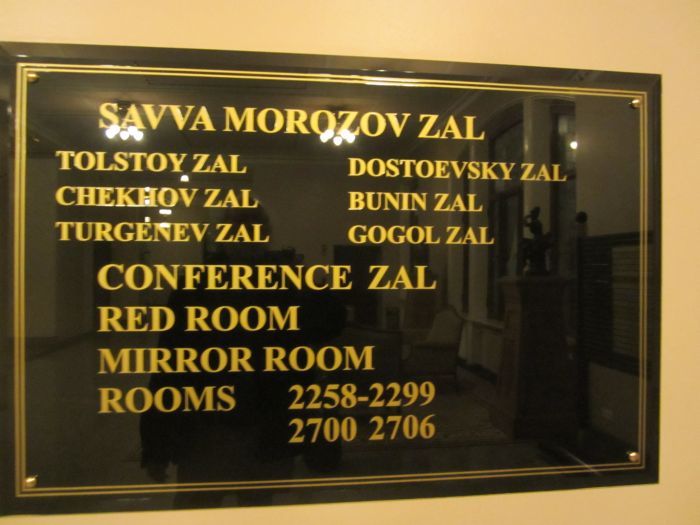 SAVVA MOROZOV ZAL
TOLSTOY ZAL DOSTOEVSKY ZAL
CHEKHOV ZAL BUNIN ZAL
TURGENEV ZAL GOGOL ZAL
CONFERENCE ZAL
RED ROOM
MIRROR ROOM
ROOMS 2258-2299
2700 2706